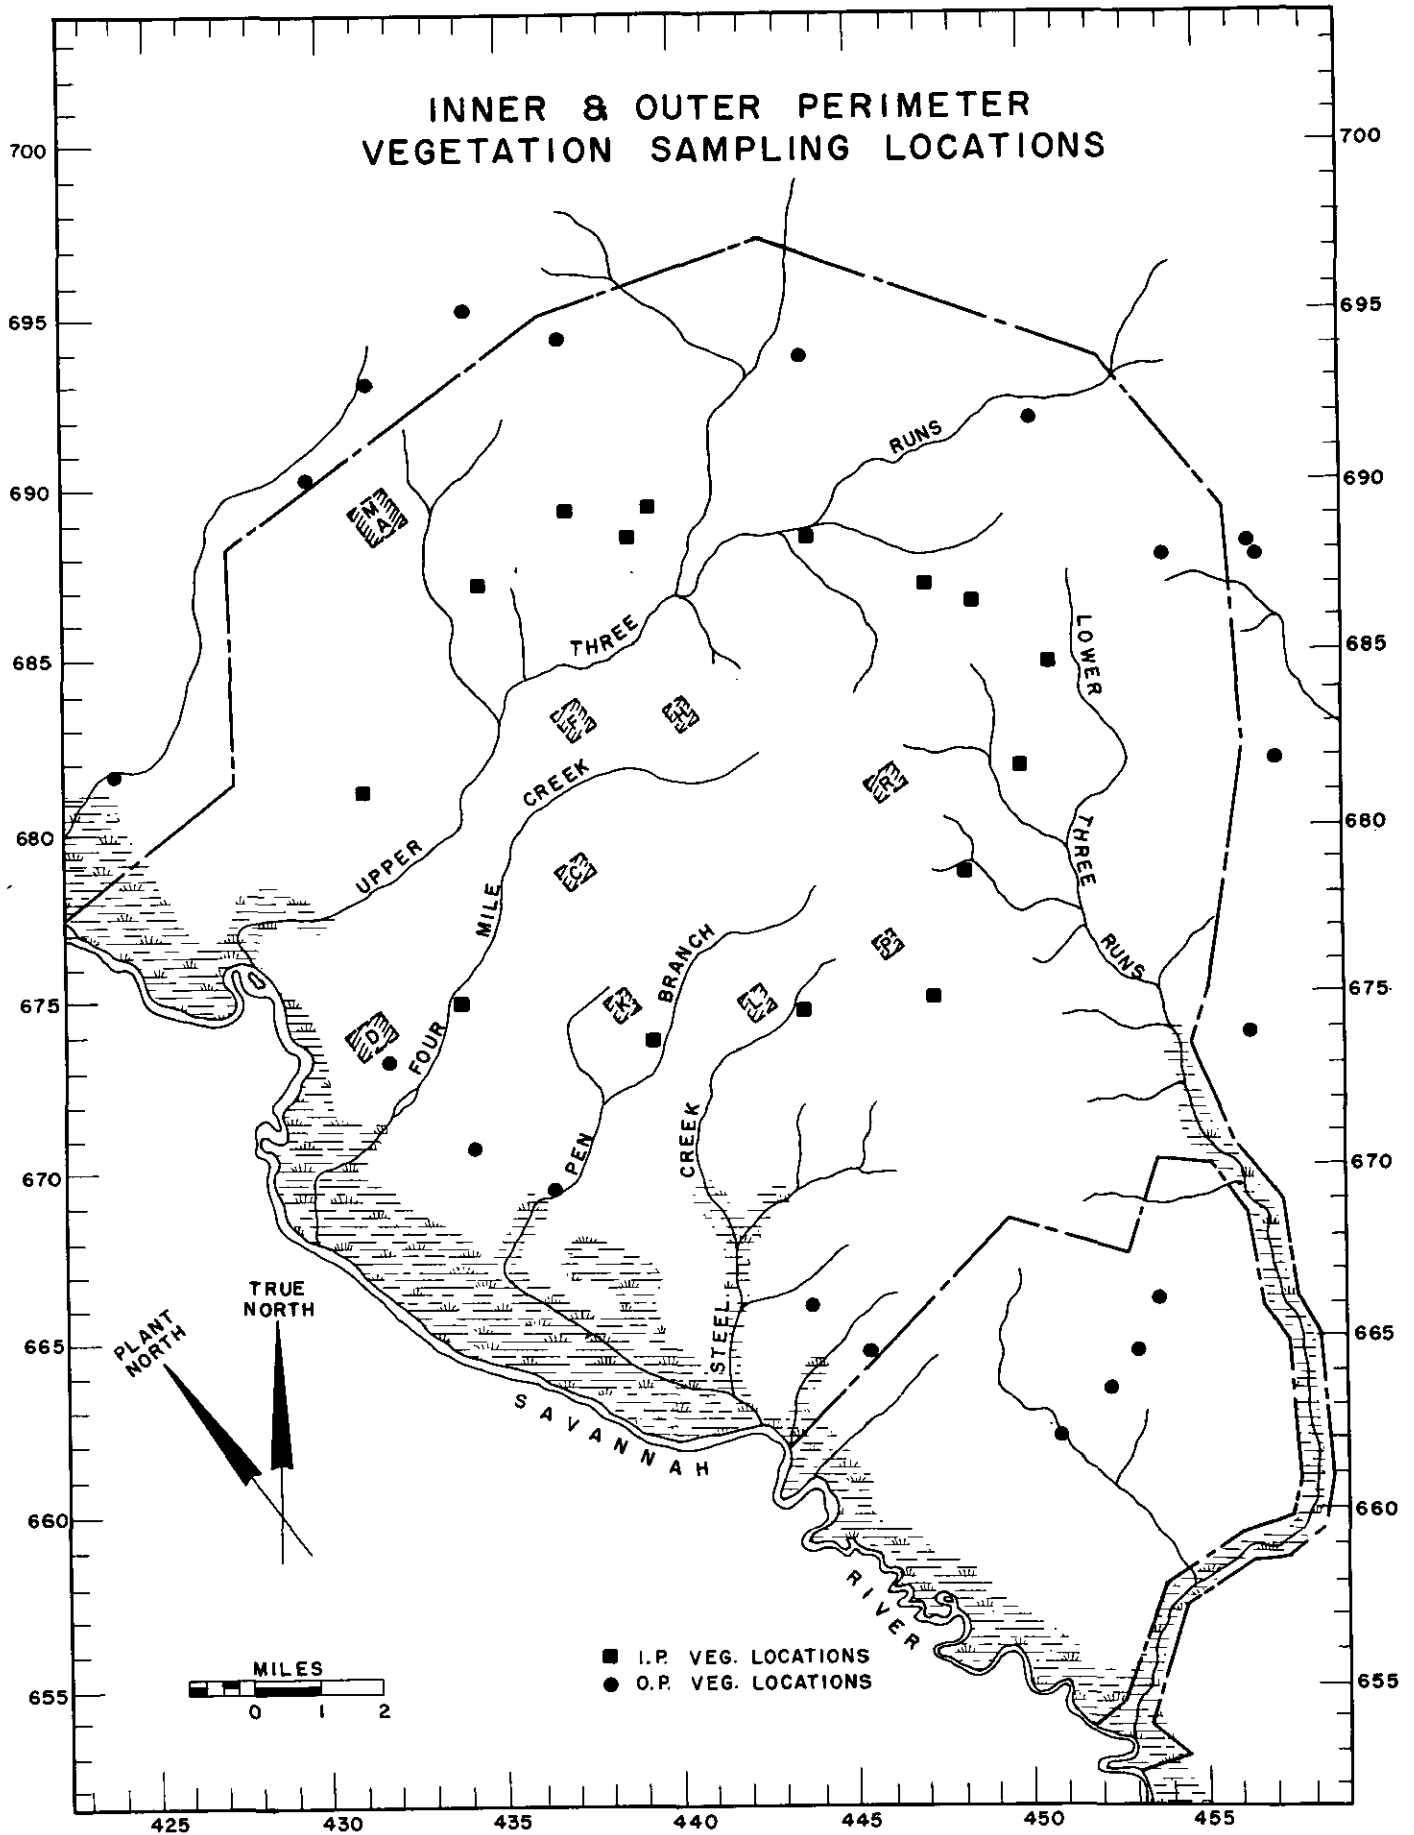 INNER & OUTER PERIMETER
VEGETATION SAMPLING LOCATIONS
700
700
695
695
690
690
RUNS
MA
THREE
LOWER
685
685
F
H
CREEK
R
680
680
UPPER
THREE
C
MILE
BRANCH
P
RUNS
675
675
K
L
D
FOUR
CREEK
PEN
670
670
TRUE
NORTH
PLANT
NORTH
STEEL
665
665
SAVANNAH
660
660
RIVER
I.P. VEG. LOCATIONS
O.P. VEG. LOCATIONS
MILES
0 1 2
655
655
425 430 435 440 445 450 455